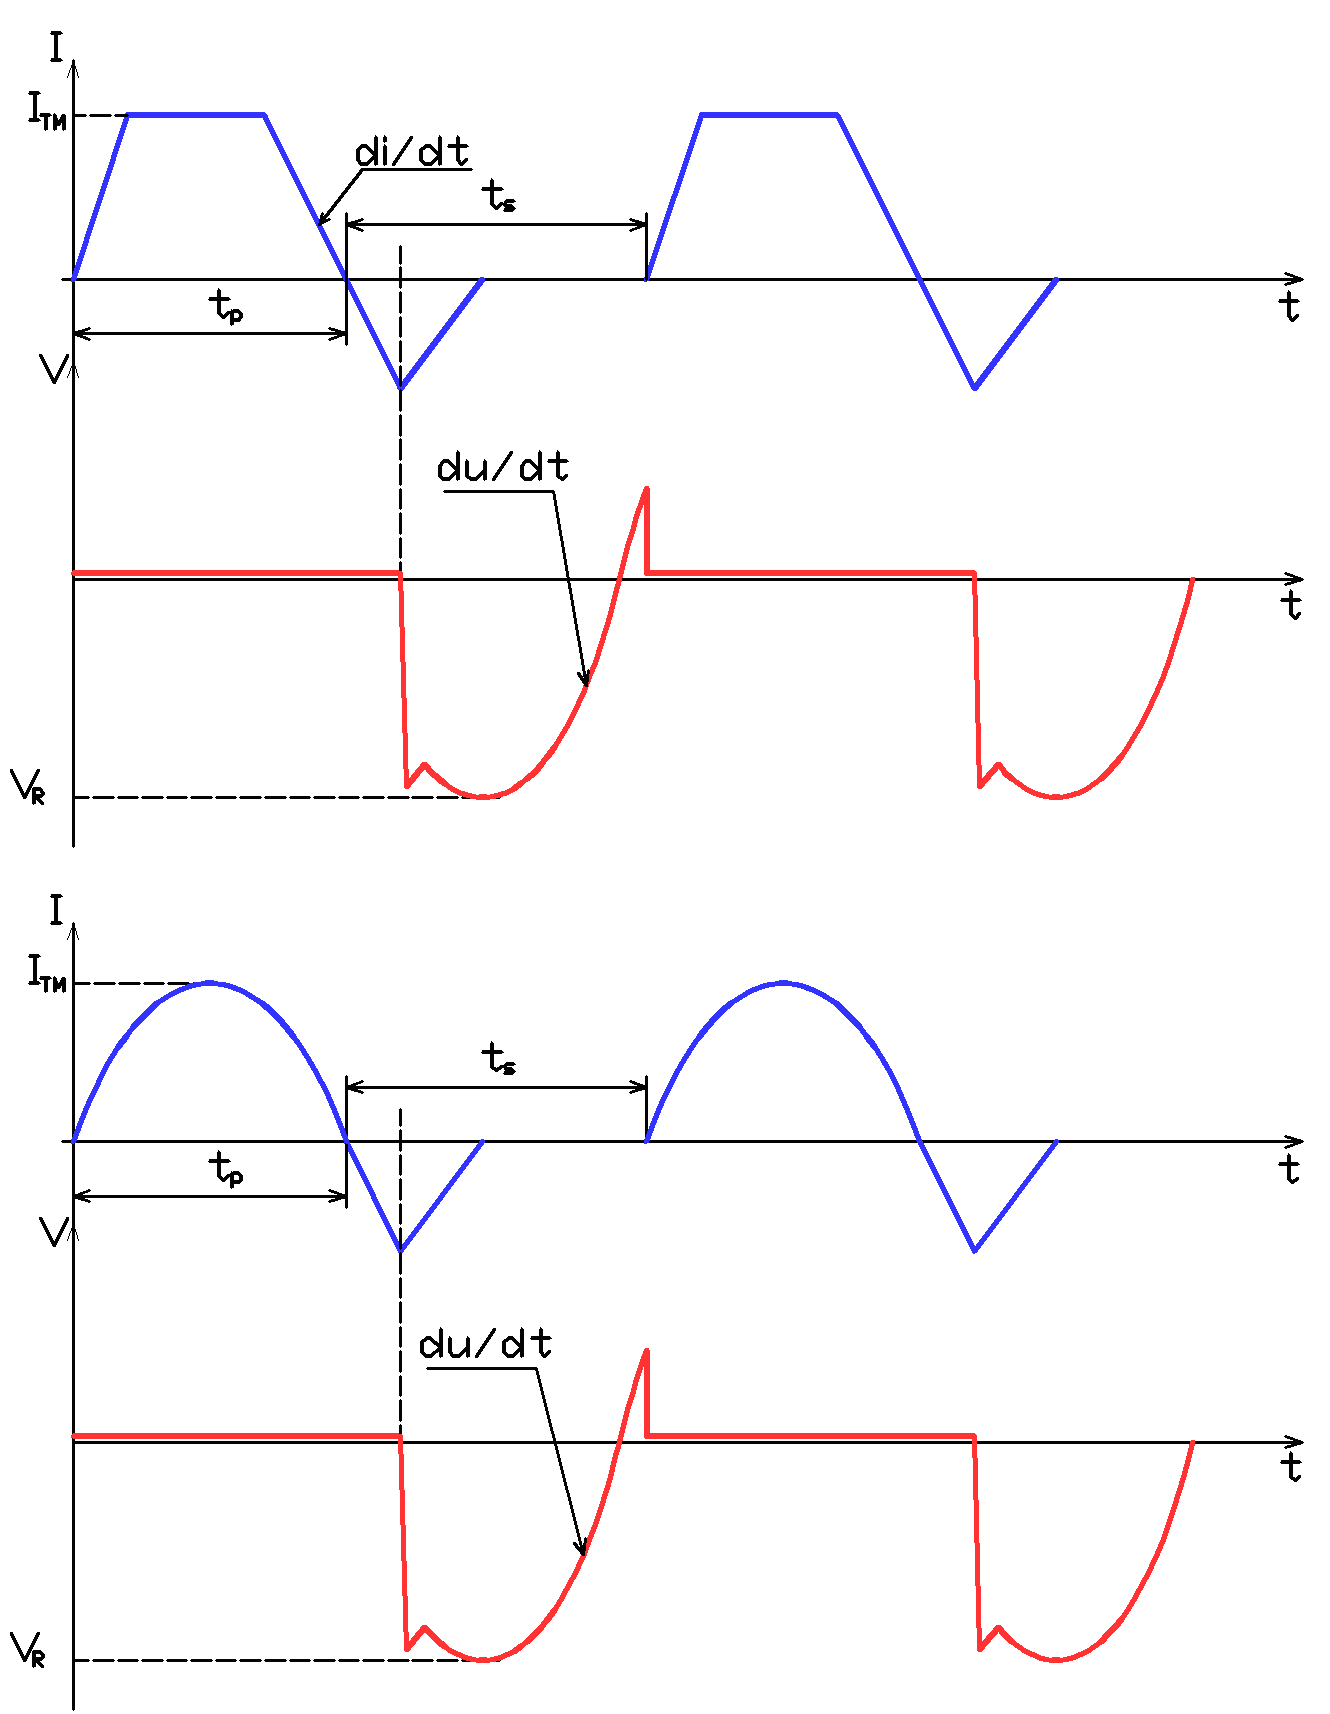 I
I_TM
di/dt
t_s
t_p
t
V
du/dt
t
V_R
I
I_TM
t_s
t_p
t
V
du/dt
t
V_R